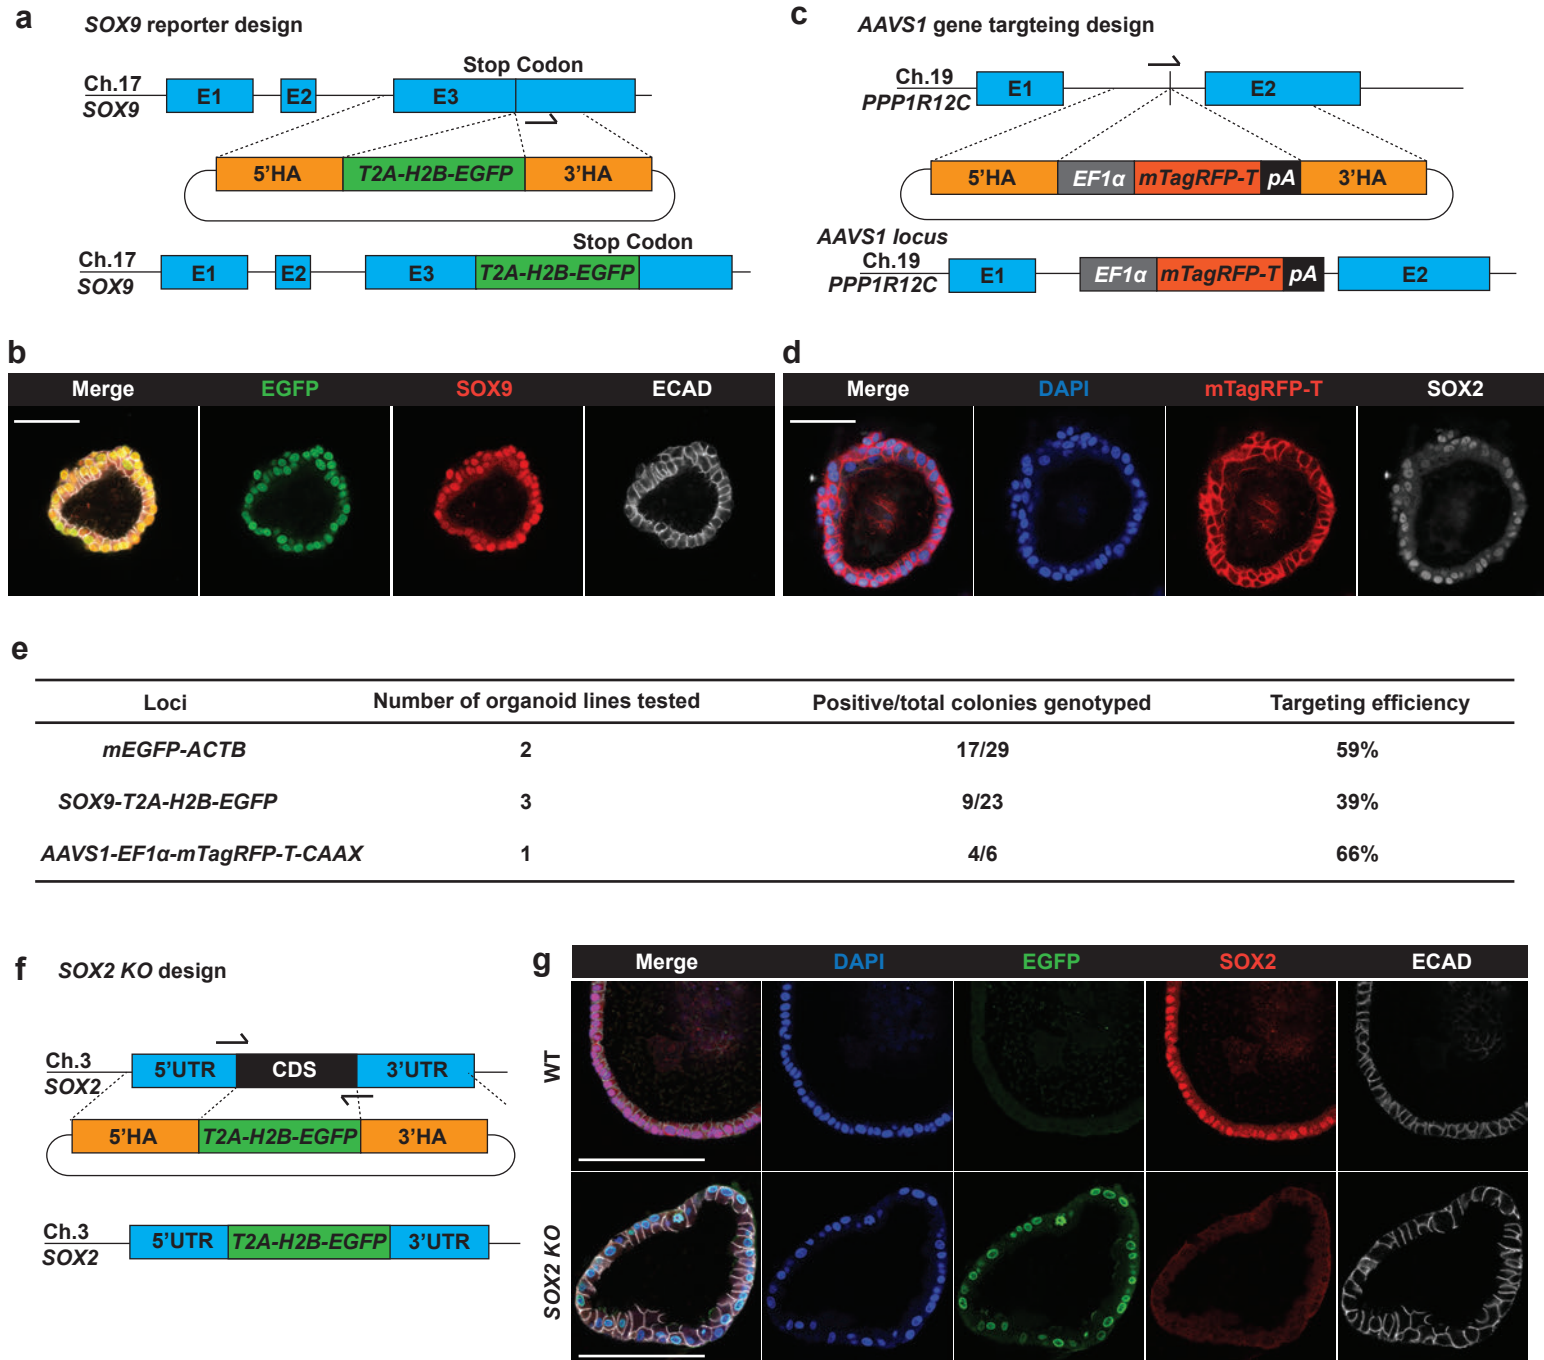 a
SOX9 reporter design
Stop Codon
Ch.17
SOX9
E1
E2
E3
5'HA
T2A-H2B-EGFP
3'HA
Stop Codon
Ch.17
SOX9
E1
E2
E3
T2A-H2B-EGFP
c
AAVS1 gene targteing design
Ch.19
PPP1R12C
E1
E2
5'HA
EF1α
mTagRFP-T
pA
3'HA
AAVS1 locus
Ch.19
PPP1R12C
E1
EF1α
mTagRFP-T
pA
E2
b
Merge
EGFP
SOX9
ECAD
d
Merge
DAPI
mTagRFP-T
SOX2
e
Loci Number of organoid lines tested Positive/total colonies genotyped Targeting efficiency
mEGFP-ACTB 2 17/29 59%
SOX9-T2A-H2B-EGFP 3 9/23 39%
AAVS1-EF1α-mTagRFP-T-CAAX 1 4/6 66%
f
SOX2 KO design
Ch.3
SOX2
5'UTR
CDS
3'UTR
5'HA
T2A-H2B-EGFP
3'HA
Ch.3
SOX2
5'UTR
T2A-H2B-EGFP
3'UTR
g
Merge
DAPI
EGFP
SOX2
ECAD
WT
SOX2 KO